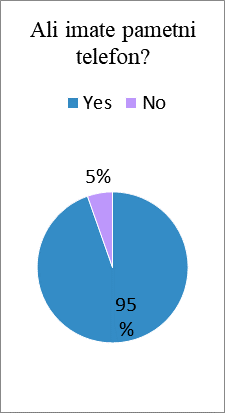 Ali imate pametni
telefon?
Yes No
5%
95
%